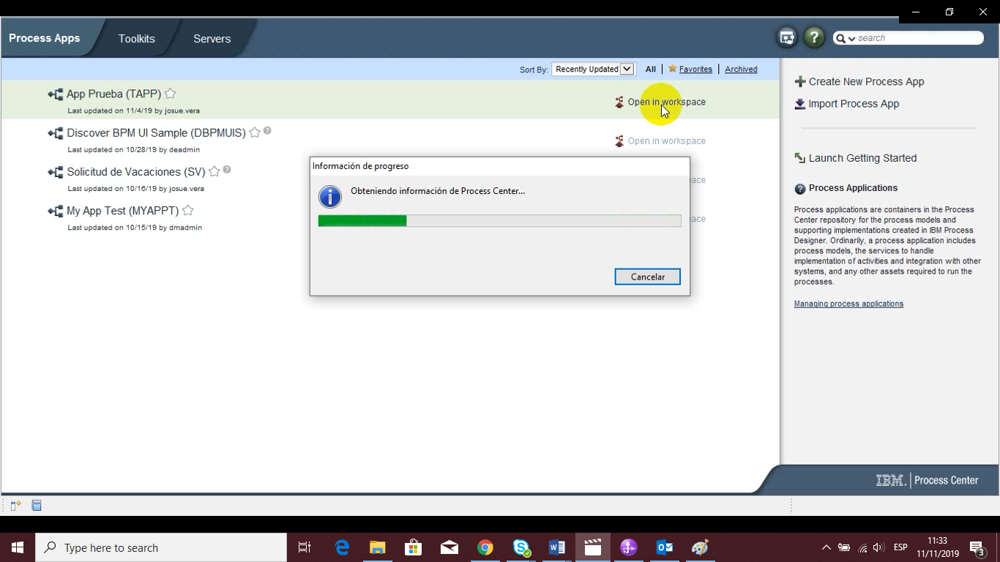 Process Apps
Toolkits
Servers
search
Sort By:
Recently Updated
All
Favorites
Archived
App Prueba (TAPP)
Last updated on 11/4/19 by josue.vera
Open in workspace
Discover BPM UI Sample (DBPMUIS)
Last updated on 10/28/19 by deadmin
Open in workspace
Solicitud de Vacaciones (SV)
Last updated on 10/16/19 by josue.vera
My App Test (MYAPPT)
Last updated on 10/15/19 by dmadmin
Información de progreso
Obteniendo información de Process Center...
Cancelar
Create New Process App
Import Process App
Launch Getting Started
Process Applications
Process applications are containers in the Process
Center repository for the process models and
supporting implementations created in IBM Process
Designer. Ordinarily, a process application includes
process models, the services to handle
implementation of activities and integration with other
systems, and any other assets required to run the
processes.
Managing process applications
IBM. Process Center
Type here to search
ESP
11:33
11/11/2019
3